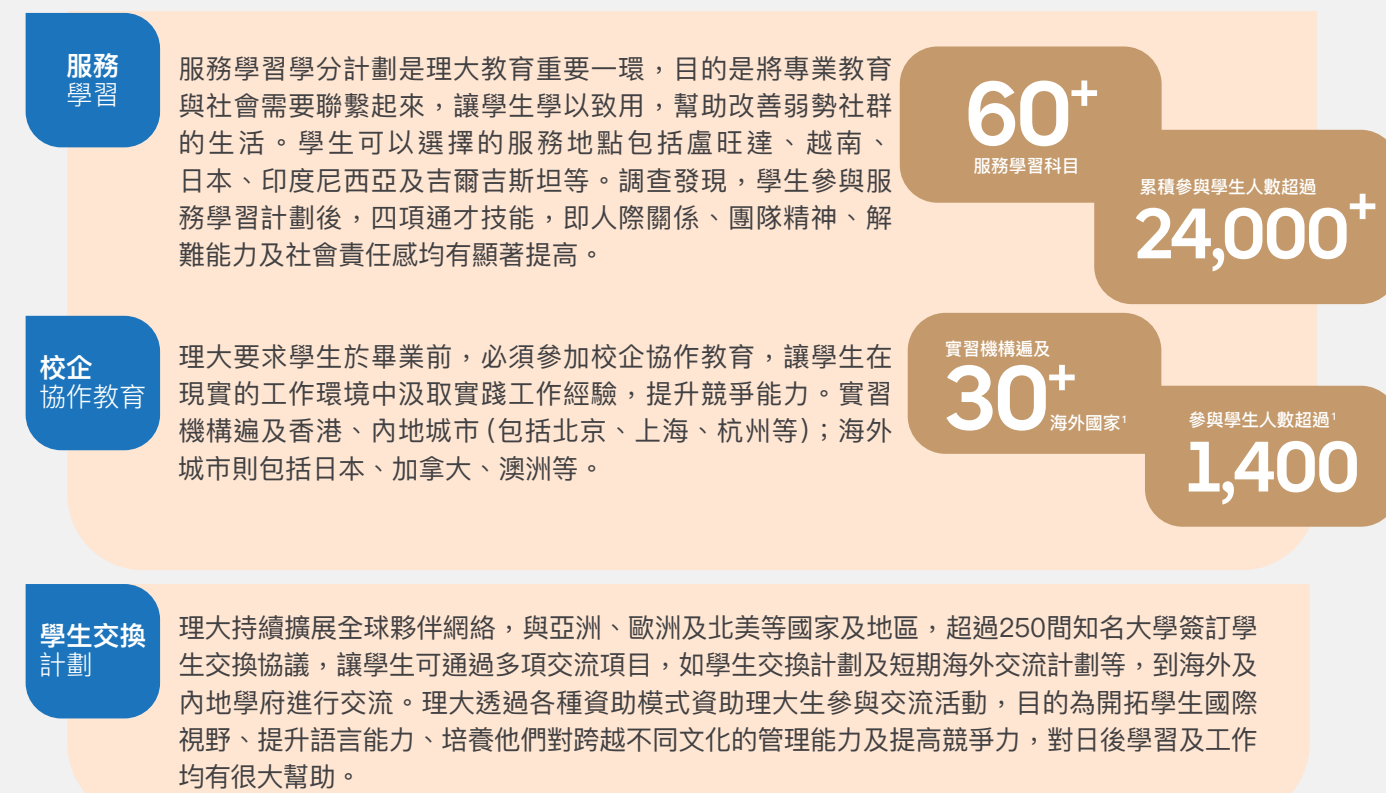 服務
學習
服務學習學分計劃是理大教育重要一環，目的是將專業教育
與社會需要聯繫起來，讓學生學以致用，幫助改善弱勢社群
的生活。學生可以選擇的服務地點包括盧旺達、越南、
日本、印度尼西亞及吉爾吉斯坦等。調查發現，學生參與服
務學習計劃後，四項通才技能，即人際關係、團隊精神、解
難能力及社會責任感均有顯著提高。
60+
服務學習科目
累積參與學生人數超過
24,000+
校企
協作教育
理大要求學生於畢業前，必須參加校企協作教育，讓學生在
現實的工作環境中汲取實踐工作經驗，提升競爭能力。實習
機構遍及香港、內地城市 (包括北京、上海、杭州等)；海外
城市則包括日本、加拿大、澳洲等。
實習機構遍及
30+
海外國家¹
參與學生人數超過¹
1,400
學生交換
計劃
理大持續擴展全球夥伴網絡，與亞洲、歐洲及北美等國家及地區，超過250間知名大學簽訂學
生交換協議，讓學生可通過多項交流項目，如學生交換計劃及短期海外交流計劃等，到海外及
內地學府進行交流。理大透過各種資助模式資助理大生參與交流活動，目的為開拓學生國際
視野、提升語言能力、培養他們對跨越不同文化的管理能力及提高競爭力，對日後學習及工作
均有很大幫助。